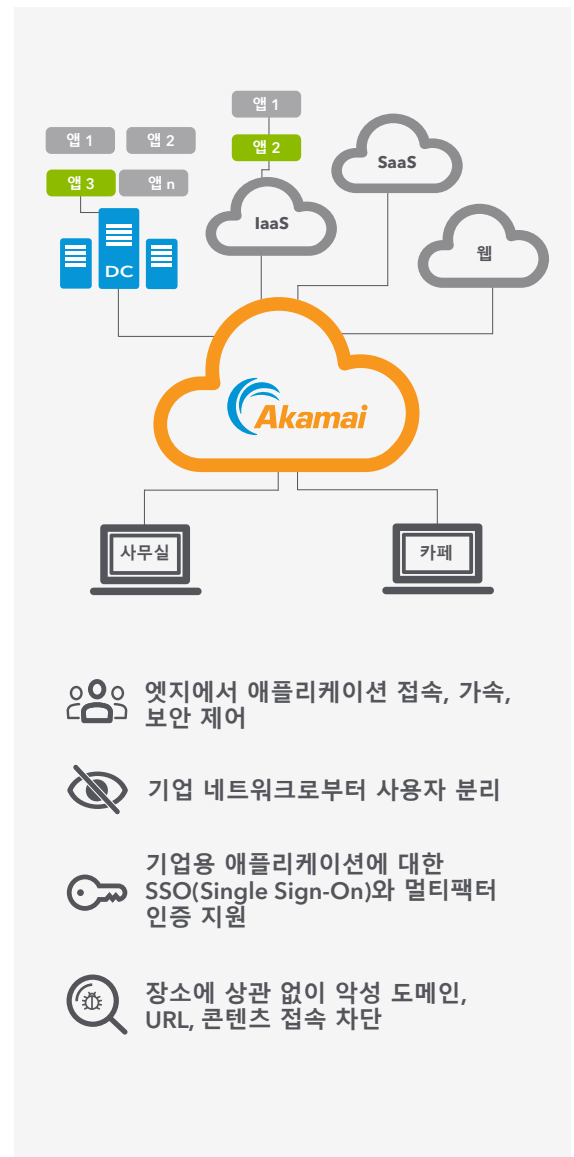 앱 1
앱 1
앱 2
앱 2
앱 3
앱 n
SaaS
IaaS
웹
DC
Akamai
사무실
카페
엣지에서 애플리케이션 접속, 가속,
보안 제어
기업 네트워크로부터 사용자 분리
기업용 애플리케이션에 대한
SSO(Single Sign-On)와 멀티팩터
인증 지원
장소에 상관 없이 악성 도메인,
URL, 콘텐츠 접속 차단